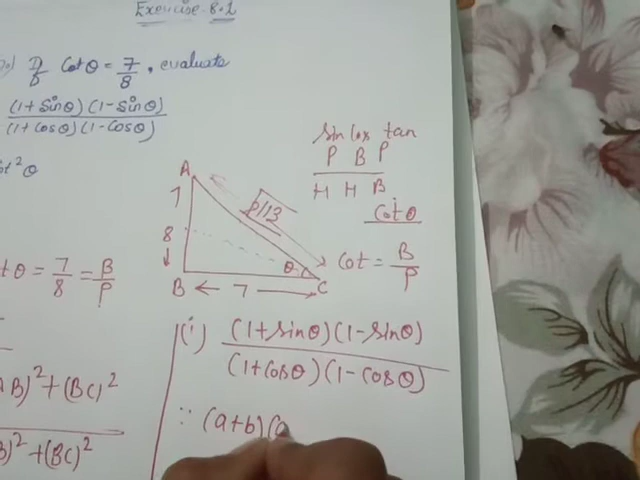 Exercise-8.1
If Cot θ = 7/8, evaluate
(1+sinθ)(1-sinθ)
(1+cosθ)(1-cosθ)
ot²θ
Sin Cos tan
P B P
H H B
Cotθ
Cot = B/P
A
8
B ← 7 → C
θ
√113
ot θ = 7/8 = B/P
B)² + (BC)²
)² + (BC)²
(i) (1+sinθ)(1-sinθ)
(1+cosθ)(1-cosθ)
∵ (a+b)(a